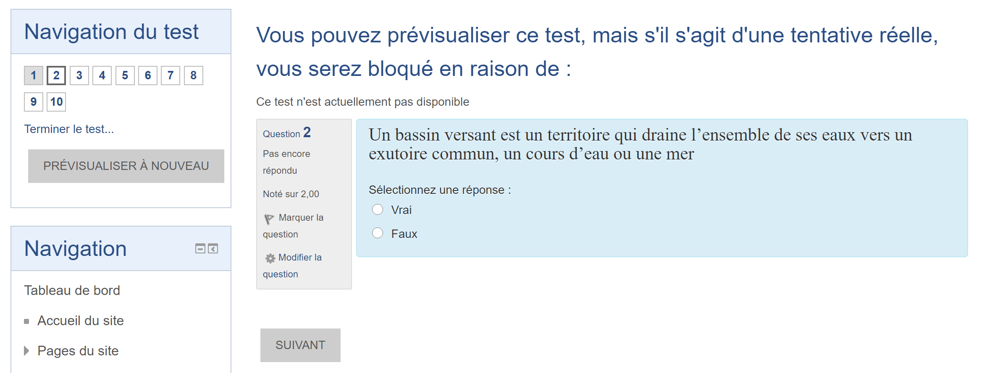 Navigation du test
1 2 3 4 5 6 7 8
9 10
Terminer le test...
PRÉVISUALISER À NOUVEAU
Navigation
Tableau de bord
Accueil du site
Pages du site
Vous pouvez prévisualiser ce test, mais s'il s'agit d'une tentative réelle,
vous serez bloqué en raison de :
Ce test n'est actuellement pas disponible
Question 2
Pas encore
répondu
Noté sur 2,00
Marquer la
question
Modifier la
question
Un bassin versant est un territoire qui draine l’ensemble de ses eaux vers un
exutoire commun, un cours d’eau ou une mer
Sélectionnez une réponse :
Vrai
Faux
SUIVANT